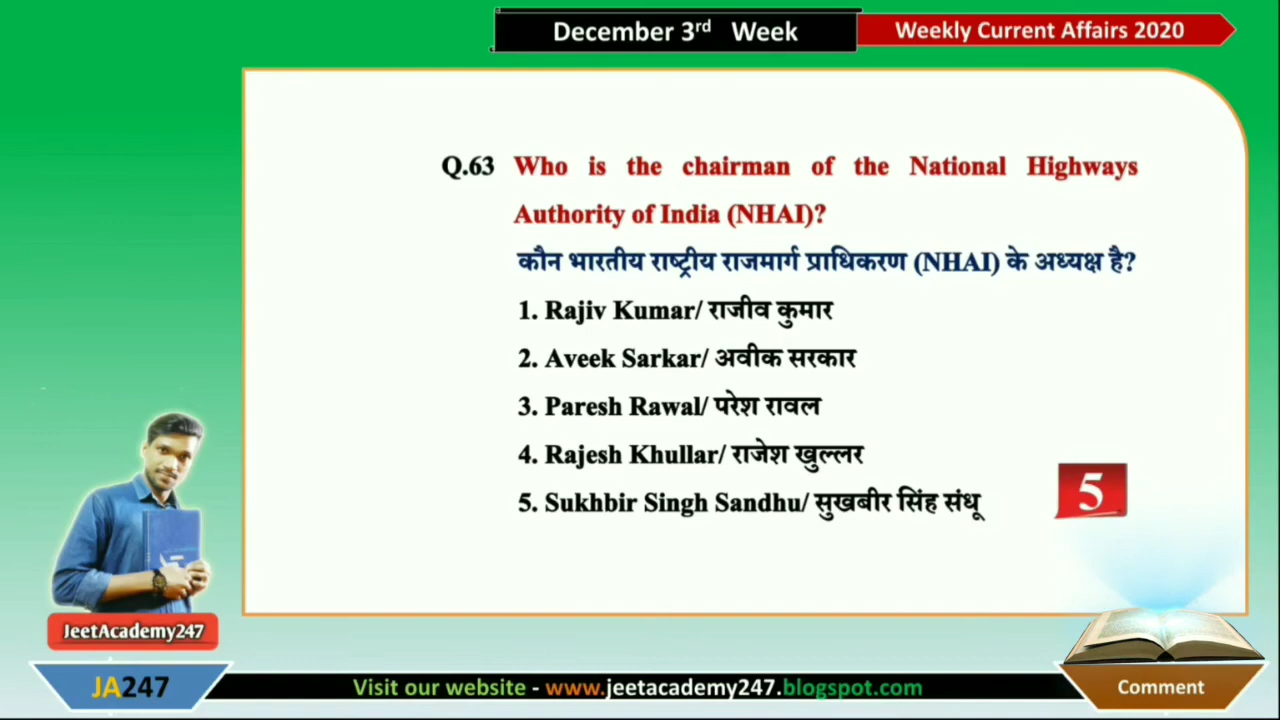 December 3rd Week
Weekly Current Affairs 2020
Q.63 Who is the chairman of the National Highways
Authority of India (NHAI)?
कौन भारतीय राष्ट्रीय राजमार्ग प्राधिकरण (NHAI) के अध्यक्ष है?
1. Rajiv Kumar/ राजीव कुमार
2. Aveek Sarkar/ अवीक सरकार
3. Paresh Rawal/ परेश रावल
4. Rajesh Khullar/ राजेश खुल्लर
5. Sukhbir Singh Sandhu/ सुखबीर सिंह संधू
5
JeetAcademy247
JA247
Visit our website - www.jeetacademy247.blogspot.com
Comment